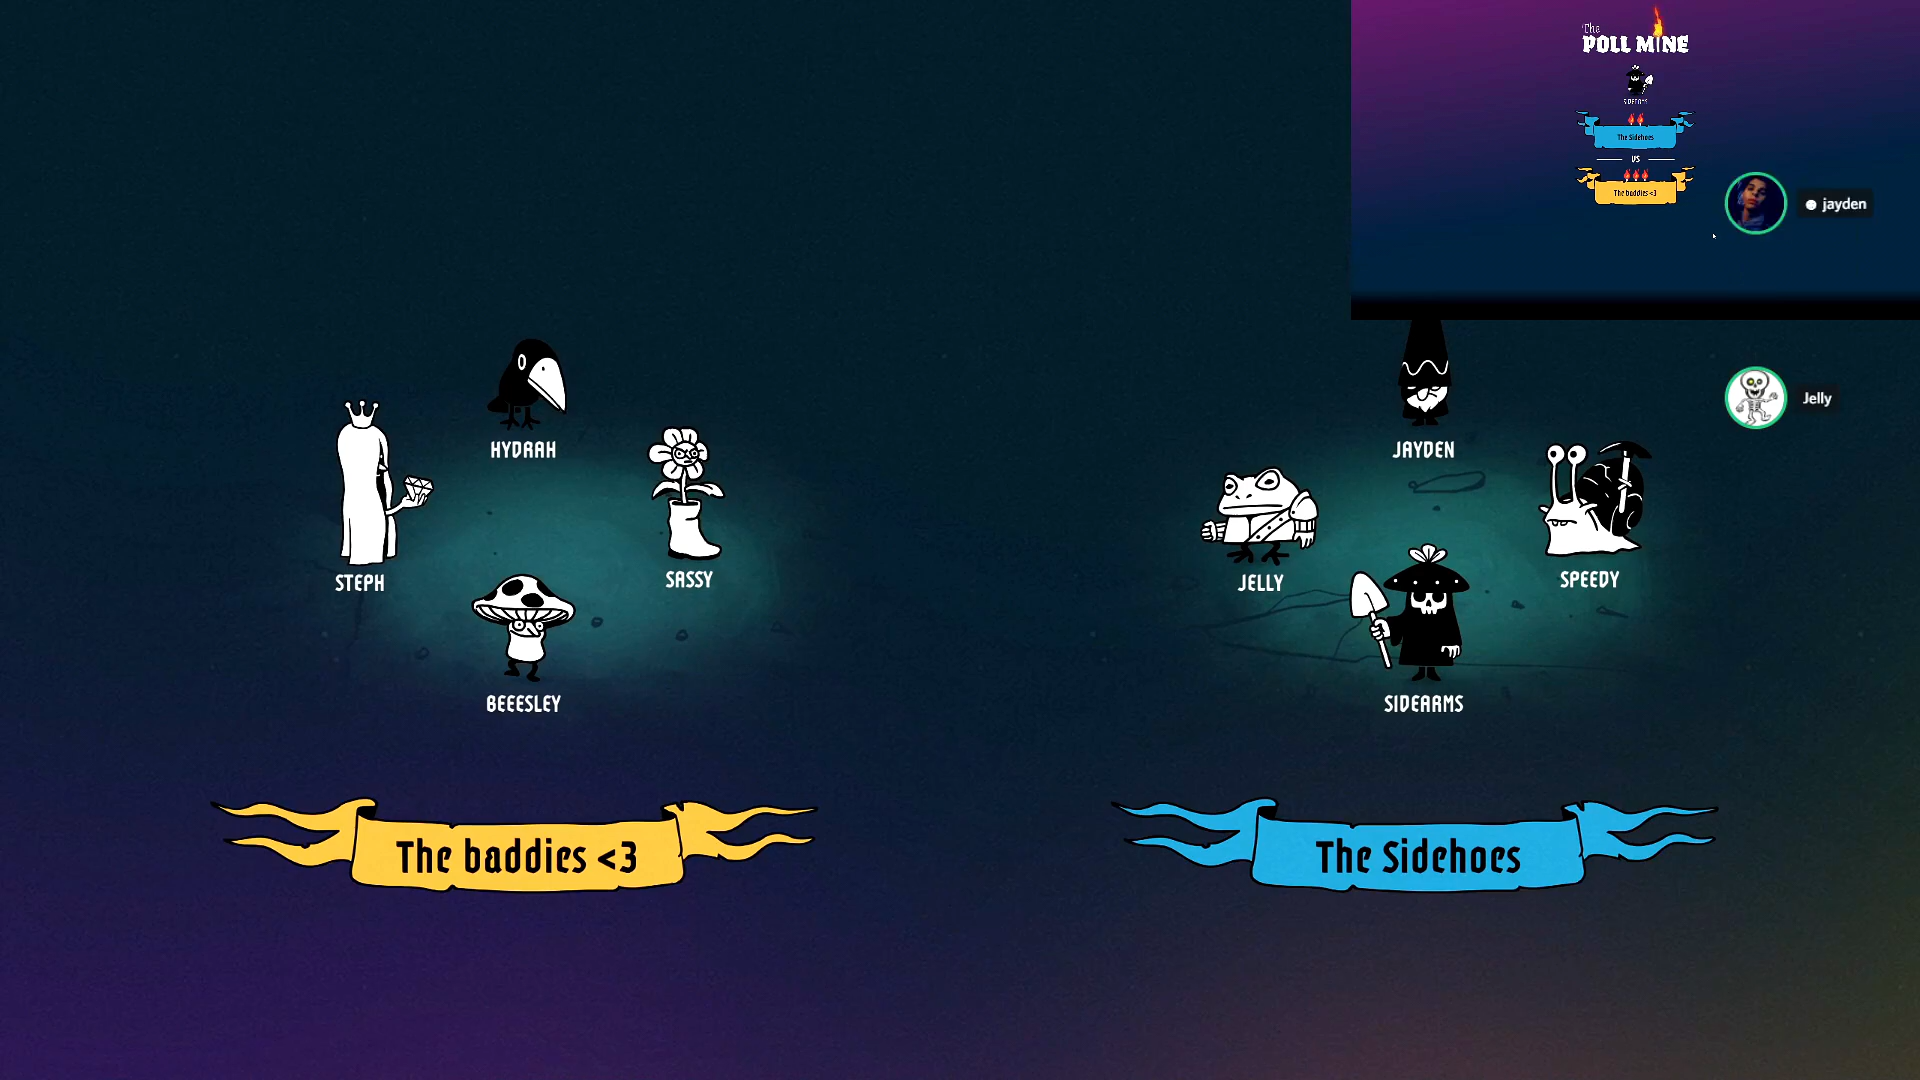 The
POLL MINE
SIDEARMS
The Sidehoes
VS
The baddies <3
jayden
Jelly
HYDRAH
STEPH
SASSY
BEEESLEY
JAYDEN
JELLY
SPEEDY
SIDEARMS
The baddies <3
The Sidehoes